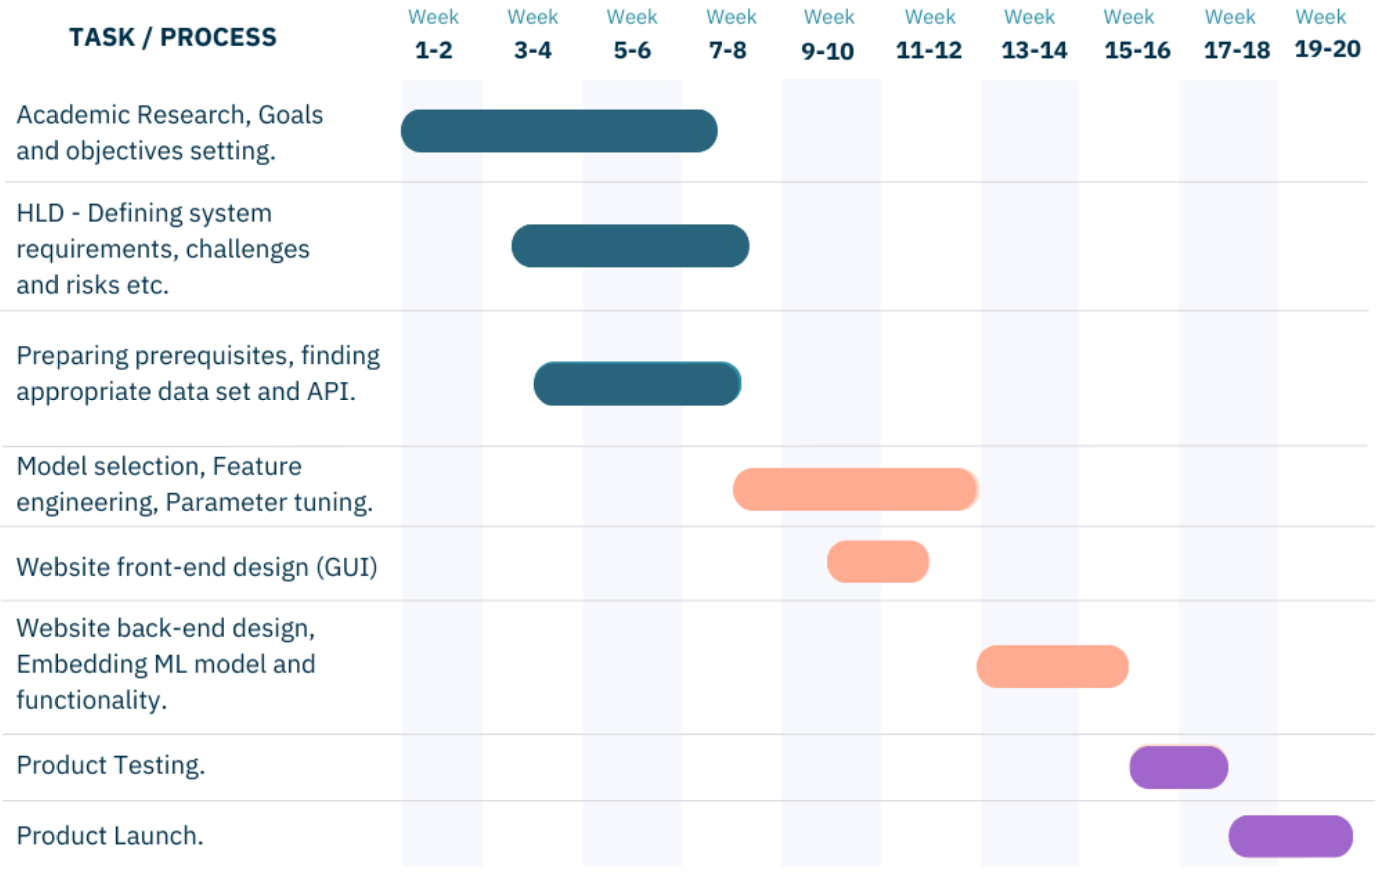 TASK / PROCESS
Week Week Week Week Week Week Week Week Week Week
1-2 3-4 5-6 7-8 9-10 11-12 13-14 15-16 17-18 19-20
Academic Research, Goals
and objectives setting.
HLD - Defining system
requirements, challenges
and risks etc.
Preparing prerequisites, finding
appropriate data set and API.
Model selection, Feature
engineering, Parameter tuning.
Website front-end design (GUI)
Website back-end design,
Embedding ML model and
functionality.
Product Testing.
Product Launch.